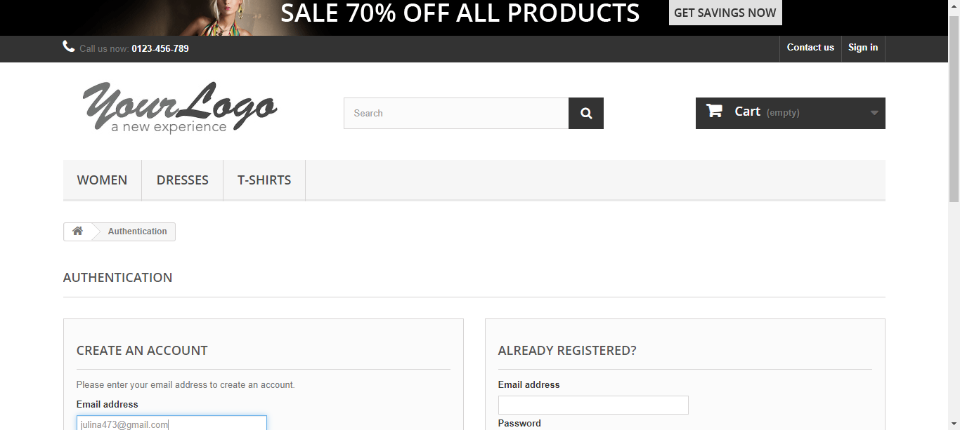 SALE 70% OFF ALL PRODUCTS
GET SAVINGS NOW
Call us now: 0123-456-789
Contact us
Sign in
YourLogo
a new experience
Search
Cart (empty)
WOMEN
DRESSES
T-SHIRTS
Authentication
AUTHENTICATION
CREATE AN ACCOUNT
Please enter your email address to create an account.
Email address
julina473@gmail.com
ALREADY REGISTERED?
Email address
Password